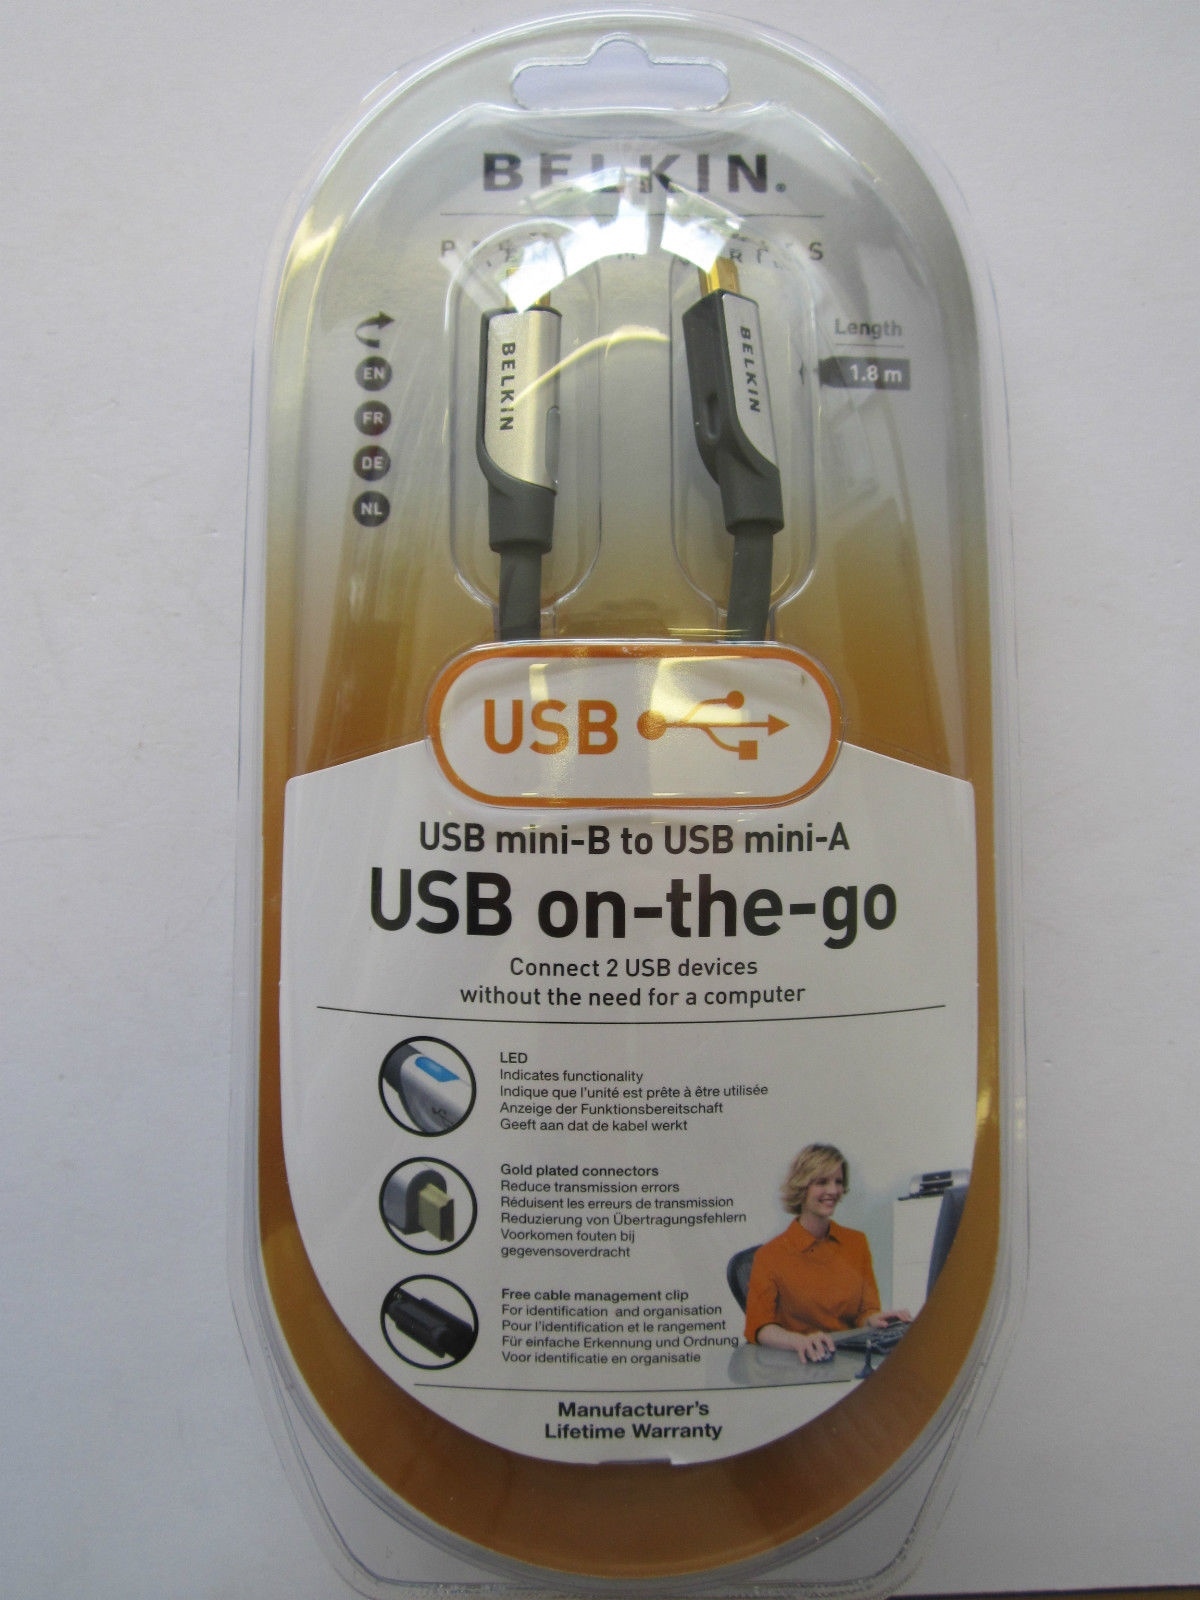 BELKIN.
Length
1.8 m
EN
FR
DE
NL
BELKIN
BELKIN
USB
USB mini-B to USB mini-A
USB on-the-go
Connect 2 USB devices
without the need for a computer
LED
Indicates functionality
Indique que l'unité est prête à être utilisée
Anzeige der Funktionsbereitschaft
Geeft aan dat de kabel werkt
Gold plated connectors
Reduce transmission errors
Réduisent les erreurs de transmission
Reduzierung von Übertragungsfehlern
Voorkomen fouten bij
gegevensoverdracht
Free cable management clip
For identification and organisation
Pour l'identification et le rangement
Für einfache Erkennung und Ordnung
Voor identificatie en organisatie
Manufacturer's
Lifetime Warranty